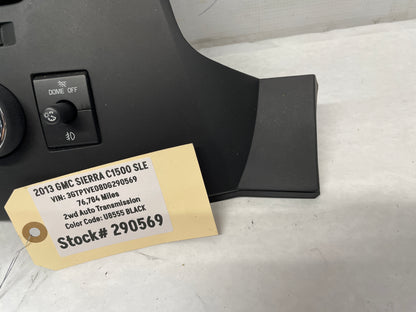 DOME OFF
2013 GMC SIERRA C1500 SLE
VIN: 3GTP1VE08DG290569
76,784 Miles
2wd Auto Transmission
Color Code: U8555 BLACK
Stock# 290569